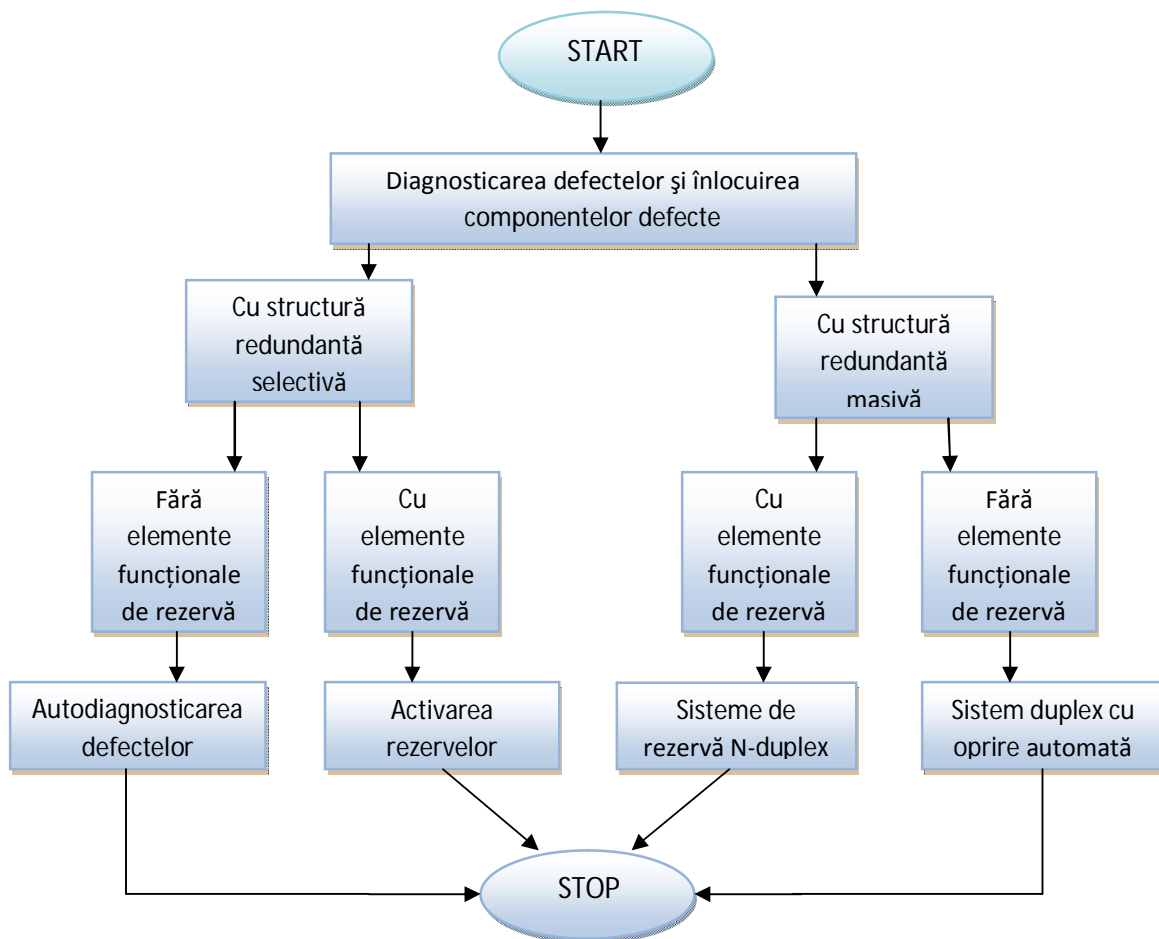 START
Diagnosticarea defectelor şi înlocuirea
componentelor defecte
Cu structură
redundantă
selectivă
Cu structură
redundantă
masivă
Fără
elemente
funcționale
de rezervă
Cu
elemente
funcționale
de rezervă
Cu
elemente
funcționale
de rezervă
Fără
elemente
funcționale
de rezervă
Autodiagnosticarea
defectelor
Activarea
rezervelor
Sisteme de
rezervă N-duplex
Sistem duplex cu
oprire automată
STOP